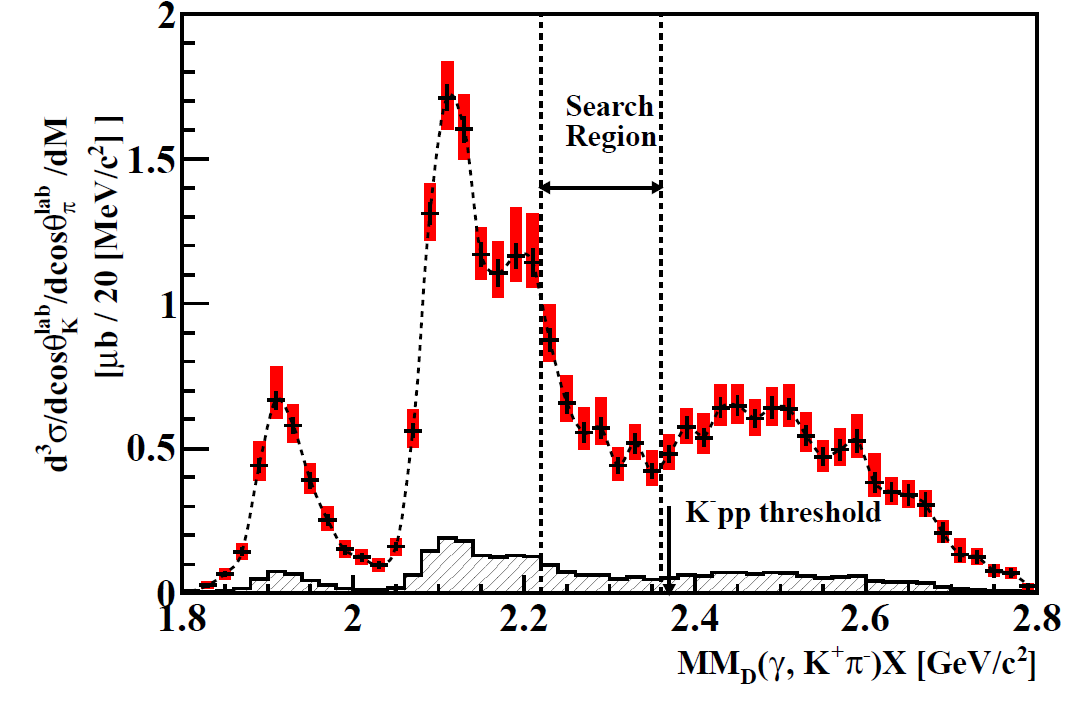 d³σ/dcosθ_K^lab/dcosθ_π^lab /dM
[μb / 20 [MeV/c²] ]
2
1.5
1
0.5
0
Search
Region
K⁻pp threshold
1.8
2
2.2
2.4
2.6
2.8
MM_D(γ, K⁺π⁻)X [GeV/c²]